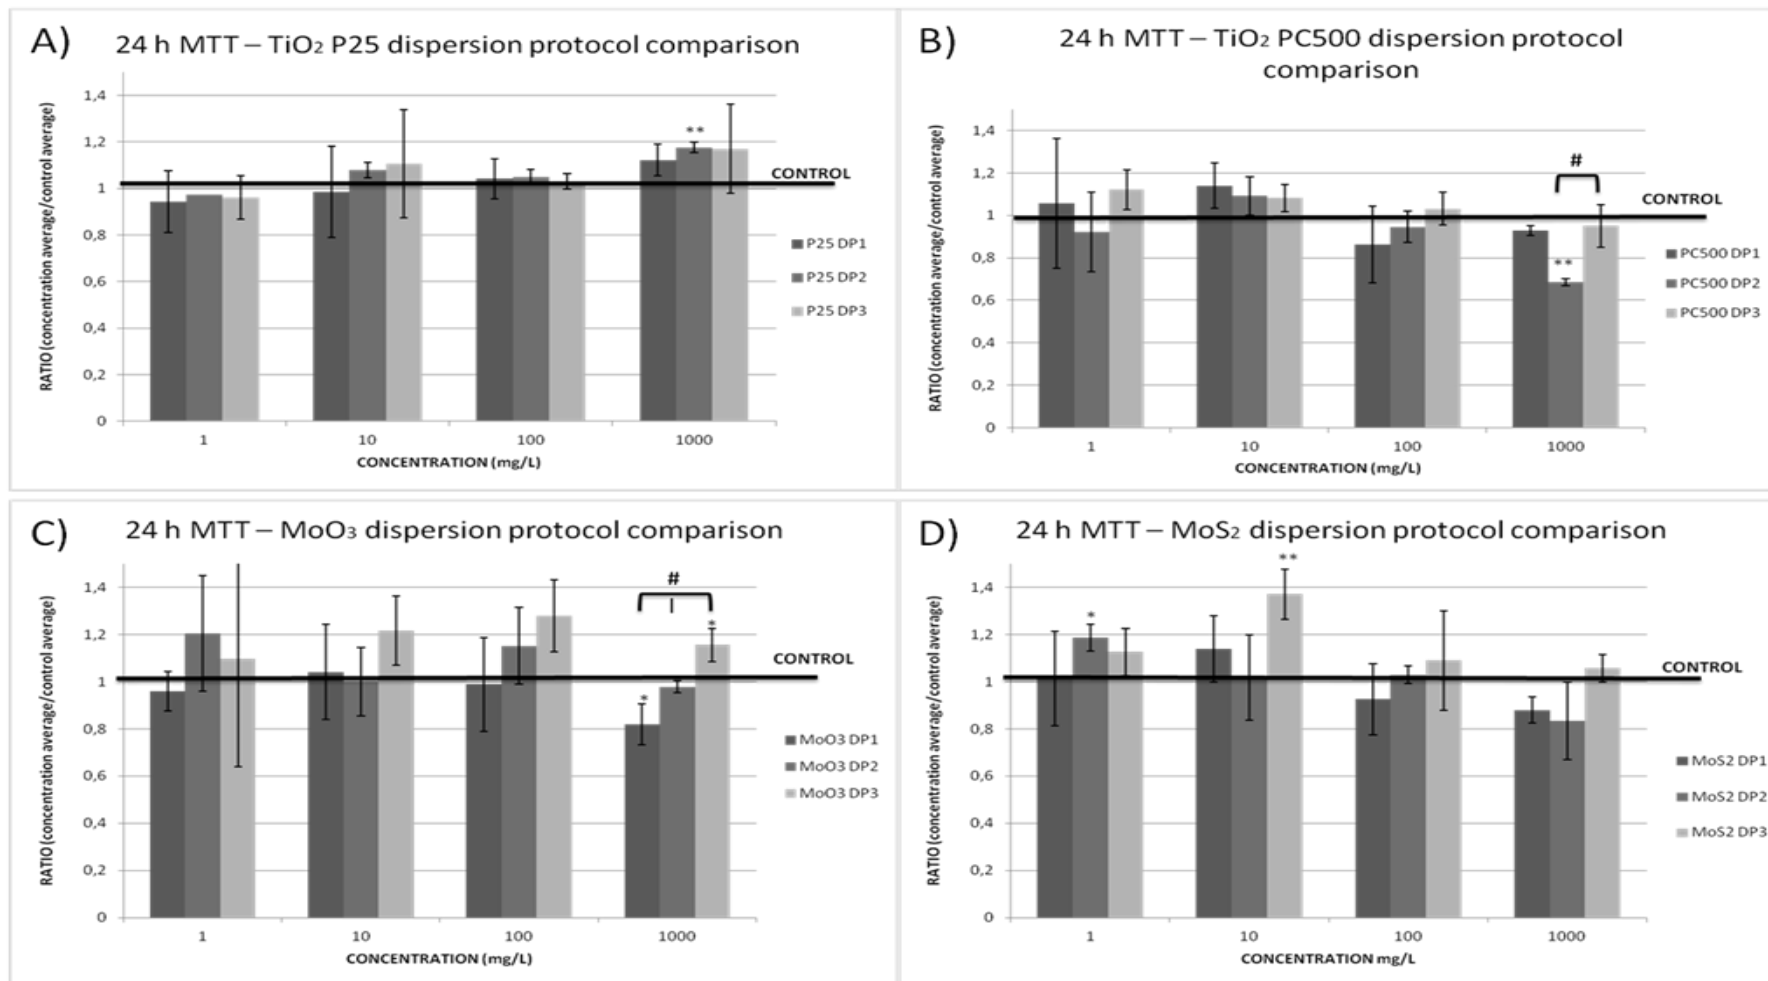 A)
24 h MTT – TiO₂ P25 dispersion protocol comparison
RATIO (concentration average/control average)
1,4
1,2
1
0,8
0,6
0,4
0,2
0
**
CONTROL
P25 DP1
P25 DP2
P25 DP3
1 10 100 1000
CONCENTRATION (mg/L)
B)
24 h MTT – TiO₂ PC500 dispersion protocol
comparison
RATIO (concentration average/control average)
1,4
1,2
1
0,8
0,6
0,4
0,2
0
#
**
CONTROL
PC500 DP1
PC500 DP2
PC500 DP3
1 10 100 1000
CONCENTRATION (mg/L)
C)
24 h MTT – MoO₃ dispersion protocol comparison
RATIO (concentration average/control average)
1,4
1,2
1
0,8
0,6
0,4
0,2
0
#
*
*
CONTROL
MoO3 DP1
MoO3 DP2
MoO3 DP3
1 10 100 1000
CONCENTRATION (mg/L)
D)
24 h MTT – MoS₂ dispersion protocol comparison
RATIO (concentration average/control average)
1,4
1,2
1
0,8
0,6
0,4
0,2
0
**
*
CONTROL
MoS2 DP1
MoS2 DP2
MoS2 DP3
1 10 100 1000
CONCENTRATION mg/L